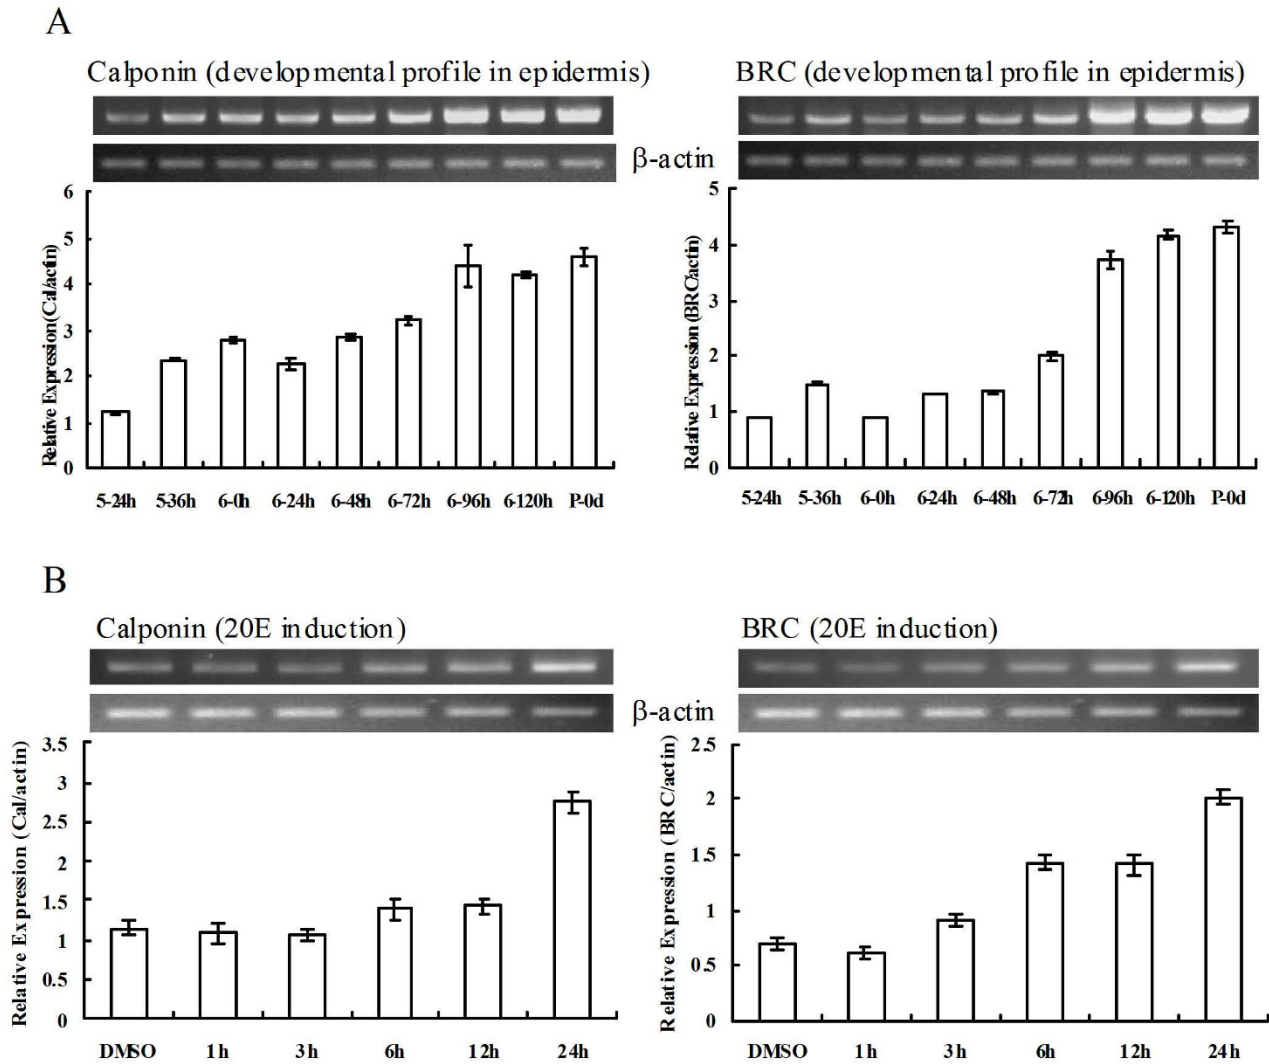 A
Calponin (developmental profile in epidermis)
BRC (developmental profile in epidermis)
β-actin
Relative Expression(Cal/actin)
6
5
4
3
2
1
0
5-24h 5-36h 6-0h 6-24h 6-48h 6-72h 6-96h 6-120h P-0d
Relative Expression (BRC/actin)
5
4
3
2
1
0
5-24h 5-36h 6-0h 6-24h 6-48h 6-72h 6-96h 6-120h P-0d
B
Calponin (20E induction)
BRC (20E induction)
β-actin
Relative Expression (Cal/actin)
3.5
3
2.5
2
1.5
1
0.5
0
DMSO 1h 3h 6h 12h 24h
Relative Expression (BRC/actin)
2.5
2
1.5
1
0.5
0
DMSO 1h 3h 6h 12h 24h